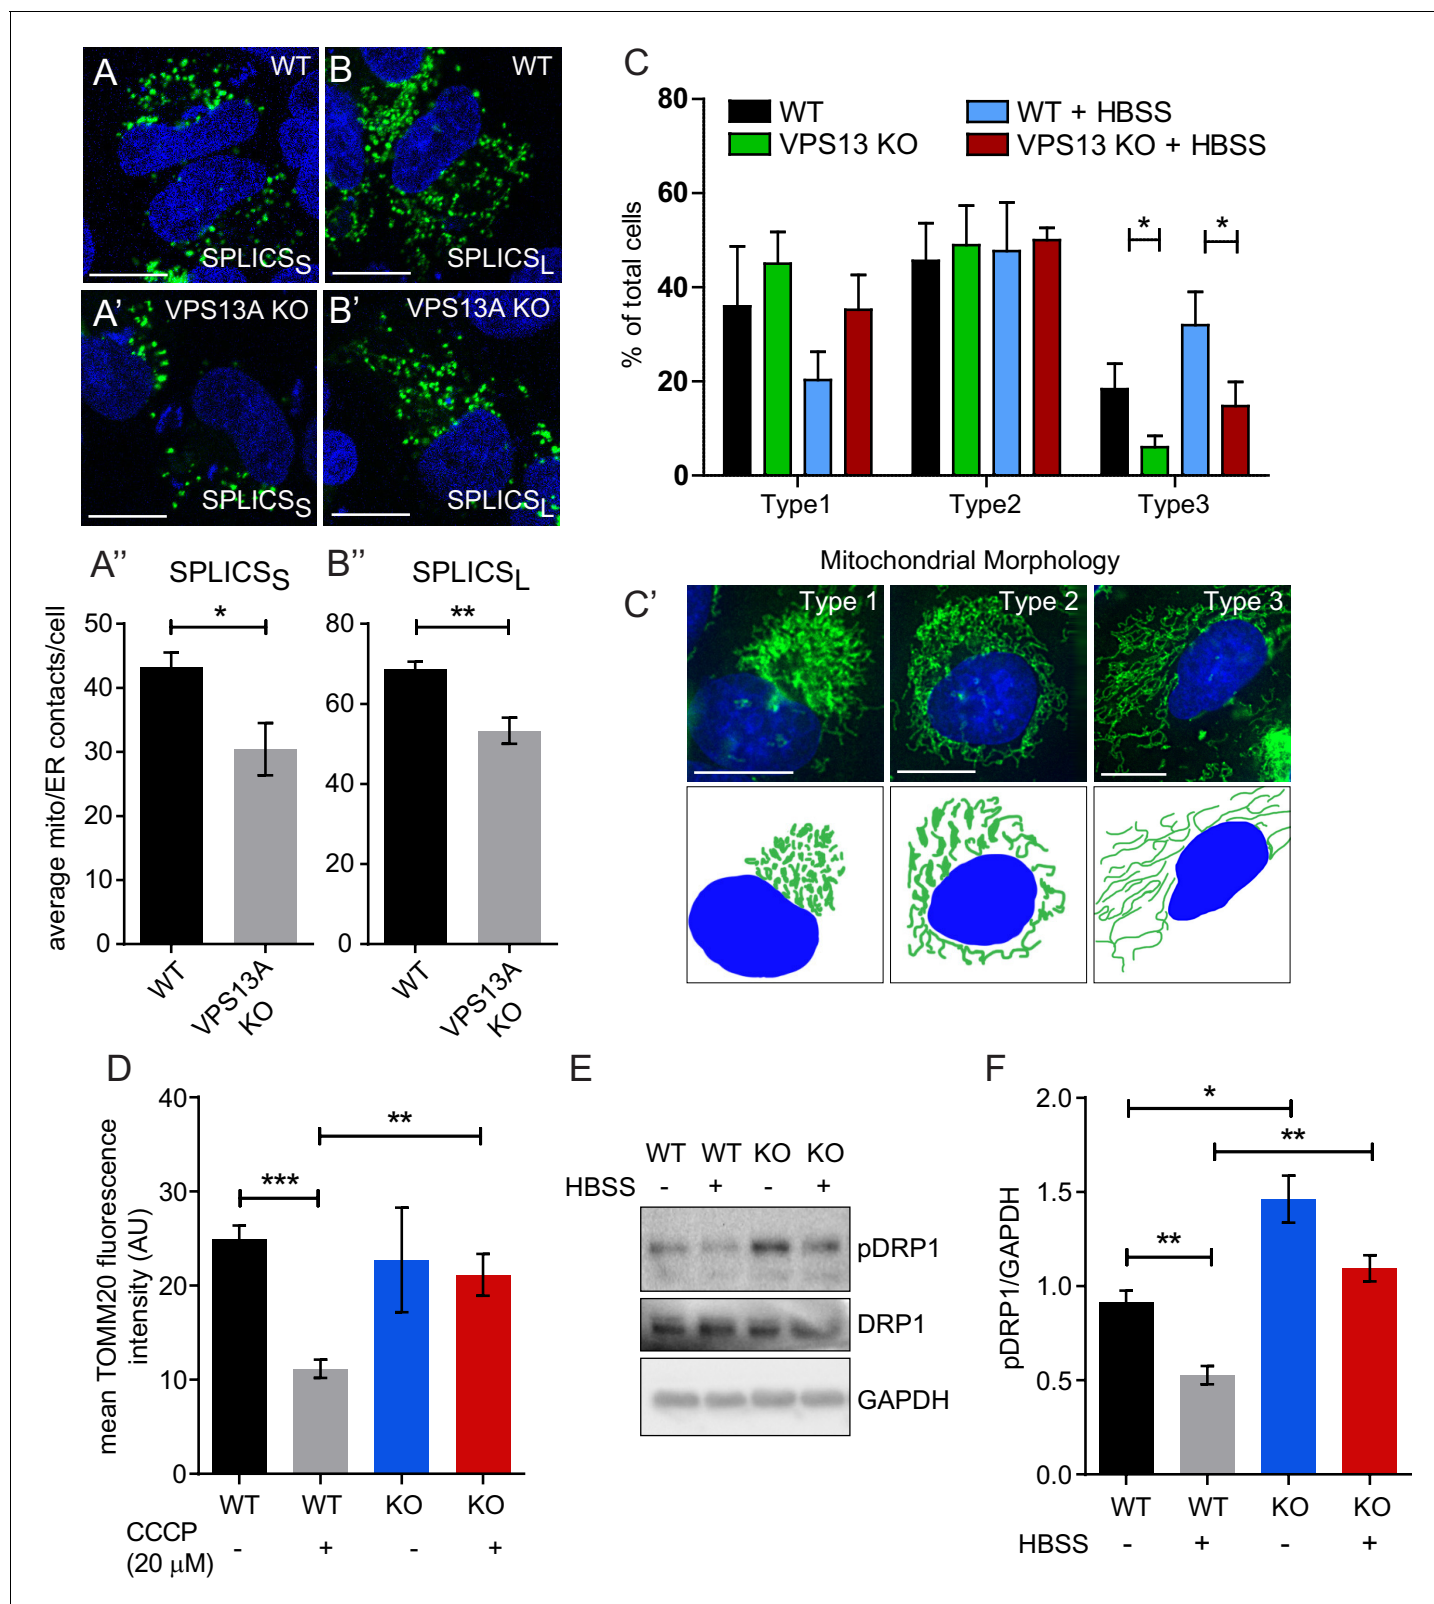 A
WT
SPLICSS
B
WT
SPLICSL
A'
VPS13A KO
SPLICSS
B'
VPS13A KO
SPLICSL
C
WT
WT + HBSS
VPS13 KO
VPS13 KO + HBSS
% of total cells
80
60
40
20
0
*
*
Type1
Type2
Type3
A''
SPLICSS
average mito/ER contacts/cell
50
40
30
20
10
0
*
WT
VPS13A
KO
B''
SPLICSL
80
60
40
20
0
**
WT
VPS13A
KO
Mitochondrial Morphology
C'
Type 1
Type 2
Type 3
D
mean TOMM20 fluorescence
intensity (AU)
40
30
20
10
0
***
**
WT WT KO KO
CCCP
(20 µM)
- + - +
E
WT WT KO KO
HBSS - + - +
pDRP1
DRP1
GAPDH
F
pDRP1/GAPDH
2.0
1.5
1.0
0.5
0.0
*
**
**
WT WT KO KO
HBSS - + - +